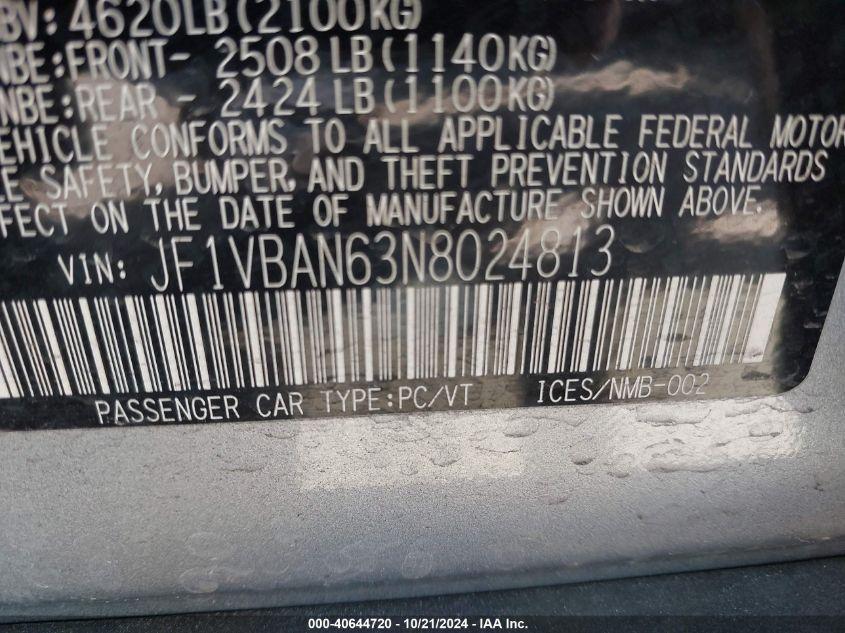 BV: 4620LB(2100KG)
NBE:FRONT- 2508 LB(1140KG)
NBE:REAR - 2424 LB(1100KG)
EHICLE CONFORMS TO ALL APPLICABLE FEDERAL MOTOR
LE SAFETY, BUMPER, AND THEFT PREVENTION STANDARDS
FFECT ON THE DATE OF MANUFACTURE SHOWN ABOVE.
VIN: JF1VBAN63N8024813
PASSENGER CAR TYPE:PC/VT ICES/NMB-002
000-40644720 - 10/21/2024 - IAA Inc.